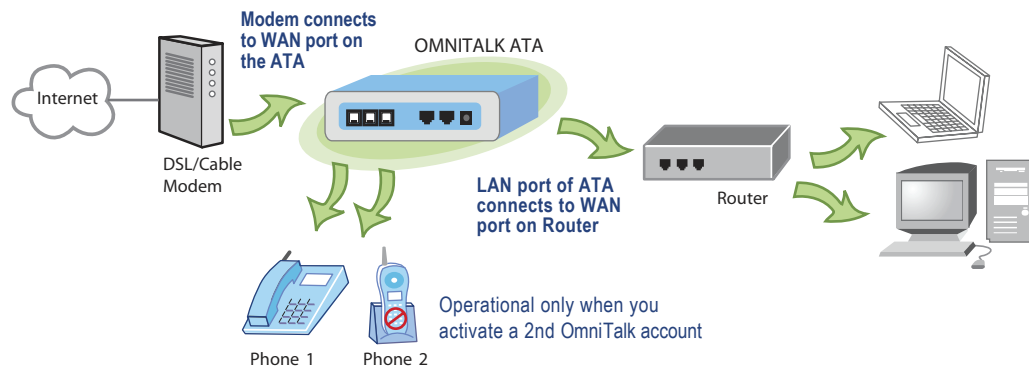 Modem connects
to WAN port on
the ATA
OMNITALK ATA
Internet
DSL/Cable
Modem
LAN port of ATA
connects to WAN
port on Router
Router
Operational only when you
activate a 2nd OmniTalk account
Phone 1
Phone 2